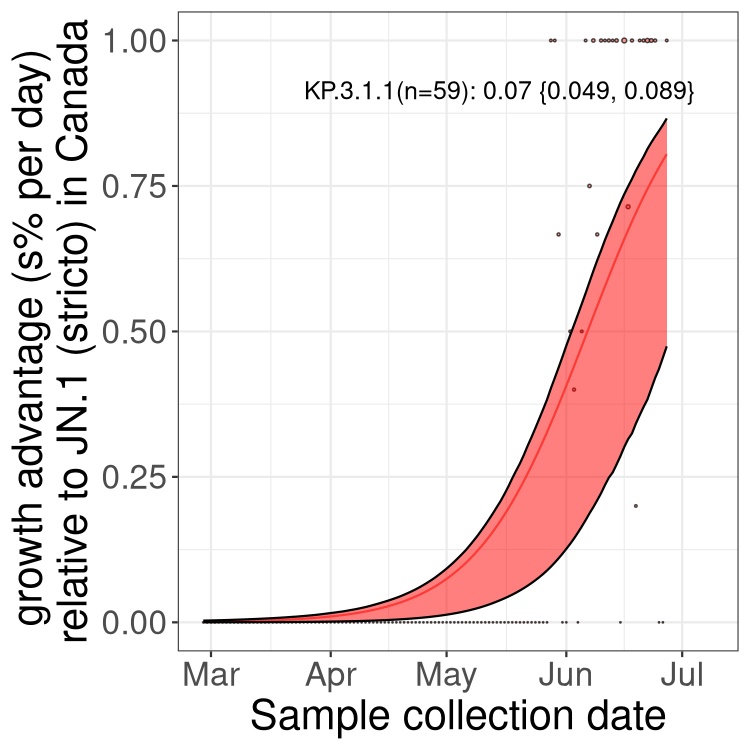 growth advantage (s% per day)
relative to JN.1 (stricto) in Canada
1.00
0.75
0.50
0.25
0.00
KP.3.1.1(n=59): 0.07 {0.049, 0.089}
Mar Apr May Jun Jul
Sample collection date